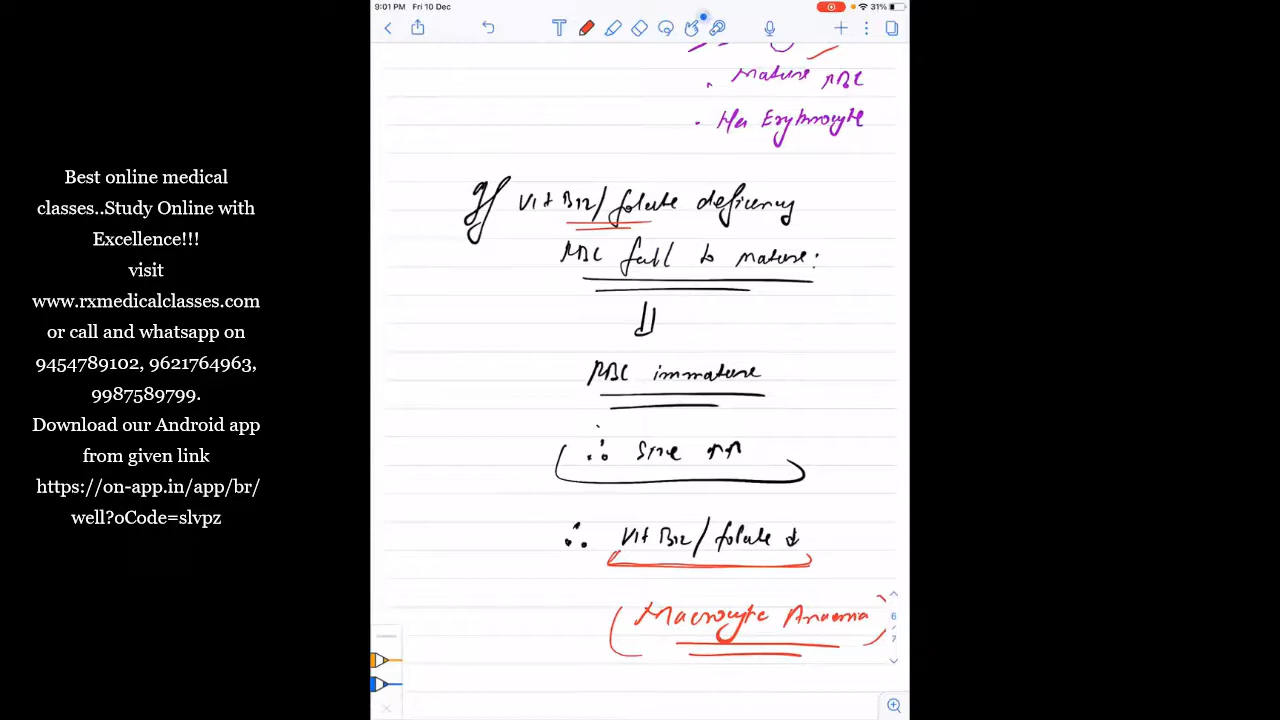 9:01 PM Fri 10 Dec
31%
Mature RBC
Erythrocyte
Best online medical
classes..Study Online with
Excellence!!!
visit
www.rxmedicalclasses.com
or call and whatsapp on
9454789102, 9621764963,
9987589799.
Download our Android app
from given link
https://on-app.in/app/br/
well?oCode=slvpz
If Vit B12/folate deficiency
RBC fail to mature:
⇓
RBC immature
∴ Size ↑↑
∴ Vit B12/folate ↓
Macrocytic Anaemia
6
7